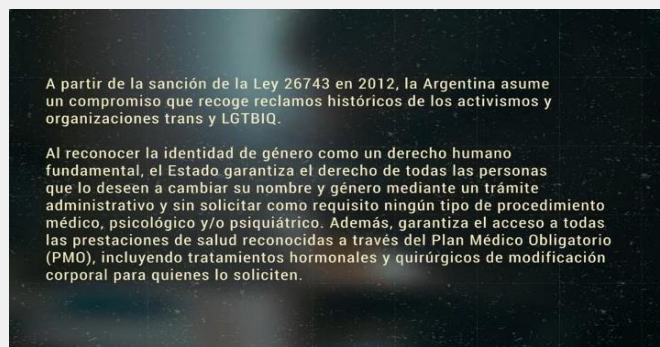 A partir de la sanción de la Ley 26743 en 2012, la Argentina asume
un compromiso que recoge reclamos históricos de los activismos y
organizaciones trans y LGTBIQ.
Al reconocer la identidad de género como un derecho humano
fundamental, el Estado garantiza el derecho de todas las personas
que lo deseen a cambiar su nombre y género mediante un trámite
administrativo y sin solicitar como requisito ningún tipo de procedimiento
médico, psicológico y/o psiquiátrico. Además, garantiza el acceso a todas
las prestaciones de salud reconocidas a través del Plan Médico Obligatorio
(PMO), incluyendo tratamientos hormonales y quirúrgicos de modificación
corporal para quienes lo soliciten.